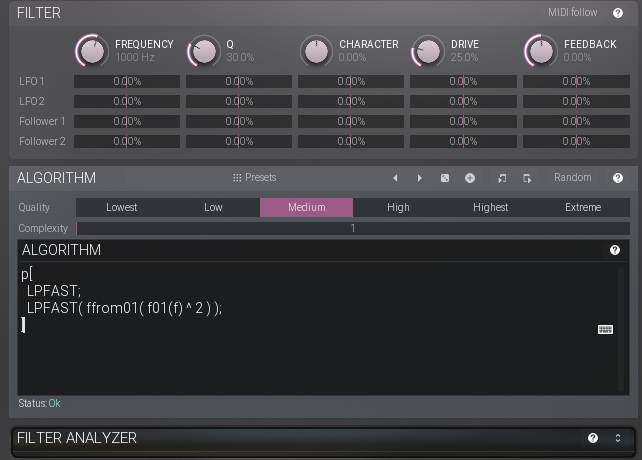 FILTER MIDI follow ?
FREQUENCY Q CHARACTER DRIVE FEEDBACK
1000 Hz 30.0% 0.00% 25.0% 0.00%
LFO 1 0.00% 0.00% 0.00% 0.00% 0.00%
LFO 2 0.00% 0.00% 0.00% 0.00% 0.00%
Follower 1 0.00% 0.00% 0.00% 0.00% 0.00%
Follower 2 0.00% 0.00% 0.00% 0.00% 0.00%
ALGORITHM Presets Random ?
Quality Lowest Low Medium High Highest Extreme
Complexity 1
ALGORITHM ?
p[
LPFAST;
LPFAST( ffrom01( f01(f) ^ 2 ) );
]
Status: Ok
FILTER ANALYZER ?